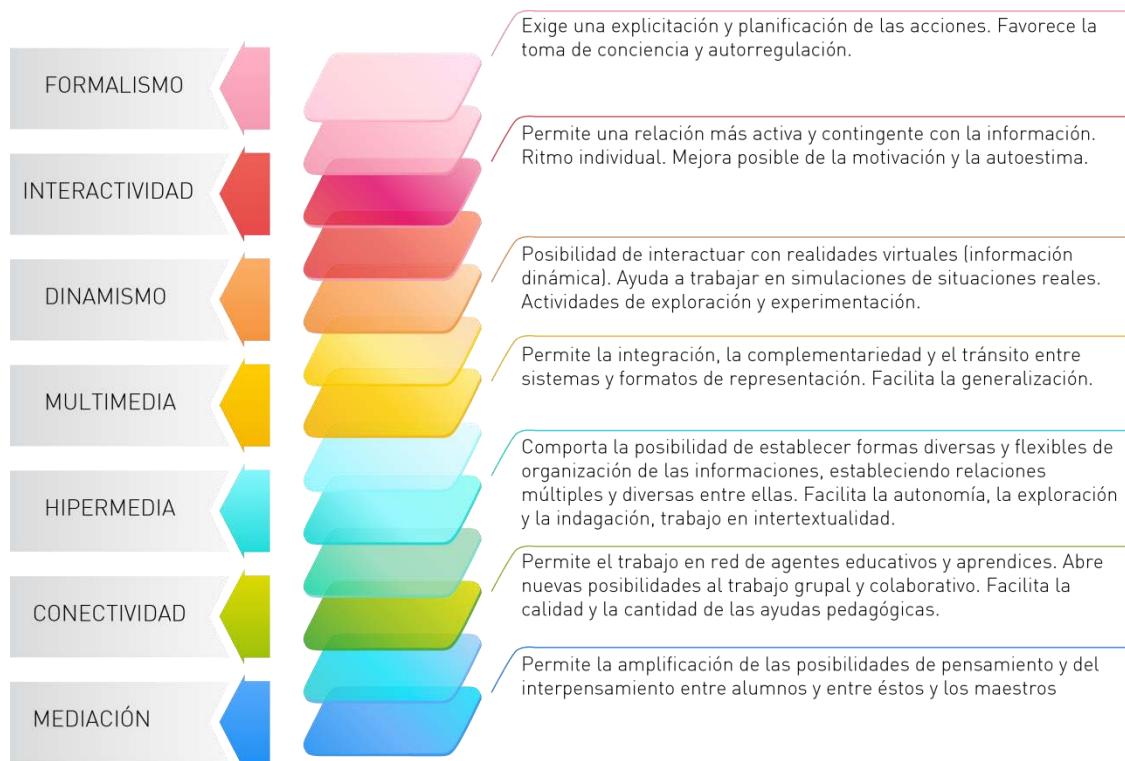 FORMALISMO
Exige una explicitación y planificación de las acciones. Favorece la
toma de conciencia y autorregulación.
INTERACTIVIDAD
Permite una relación más activa y contingente con la información.
Ritmo individual. Mejora posible de la motivación y la autoestima.
DINAMISMO
Posibilidad de interactuar con realidades virtuales (información
dinámica). Ayuda a trabajar en simulaciones de situaciones reales.
Actividades de exploración y experimentación.
MULTIMEDIA
Permite la integración, la complementariedad y el tránsito entre
sistemas y formatos de representación. Facilita la generalización.
HIPERMEDIA
Comporta la posibilidad de establecer formas diversas y flexibles de
organización de las informaciones, estableciendo relaciones
múltiples y diversas entre ellas. Facilita la autonomía, la exploración
y la indagación, trabajo en intertextualidad.
CONECTIVIDAD
Permite el trabajo en red de agentes educativos y aprendices. Abre
nuevas posibilidades al trabajo grupal y colaborativo. Facilita la
calidad y la cantidad de las ayudas pedagógicas.
MEDIACIÓN
Permite la amplificación de las posibilidades de pensamiento y del
interpensamiento entre alumnos y entre éstos y los maestros